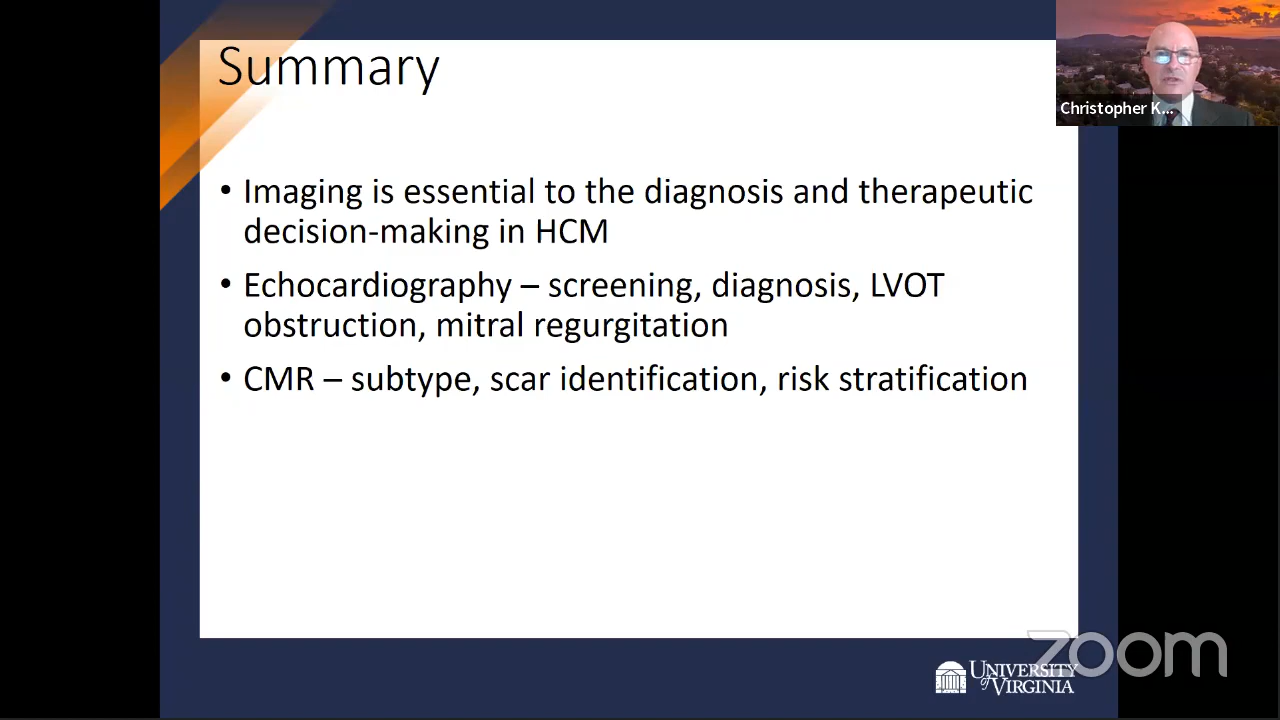 Summary
Christopher K...
• Imaging is essential to the diagnosis and therapeutic
decision-making in HCM
• Echocardiography – screening, diagnosis, LVOT
obstruction, mitral regurgitation
• CMR – subtype, scar identification, risk stratification
zoom
UNIVERSITY
of VIRGINIA